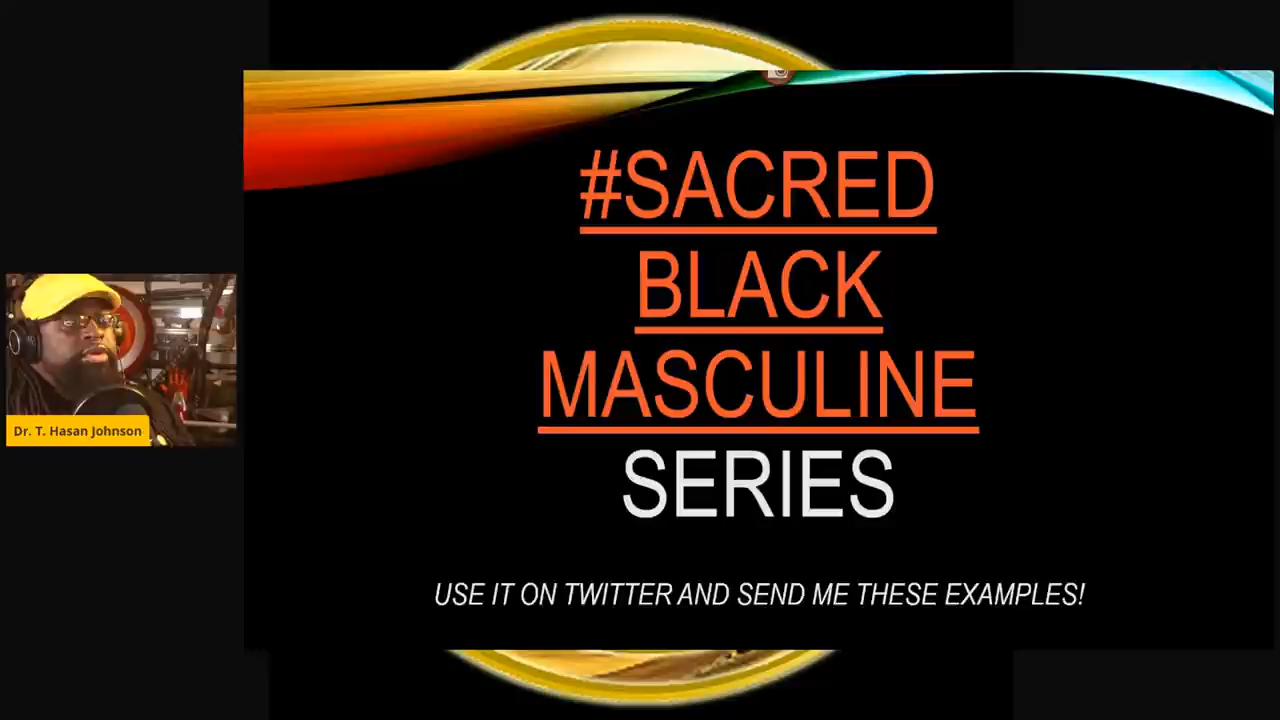 #SACRED
BLACK
MASCULINE
SERIES
USE IT ON TWITTER AND SEND ME THESE EXAMPLES!
Dr. T. Hasan Johnson